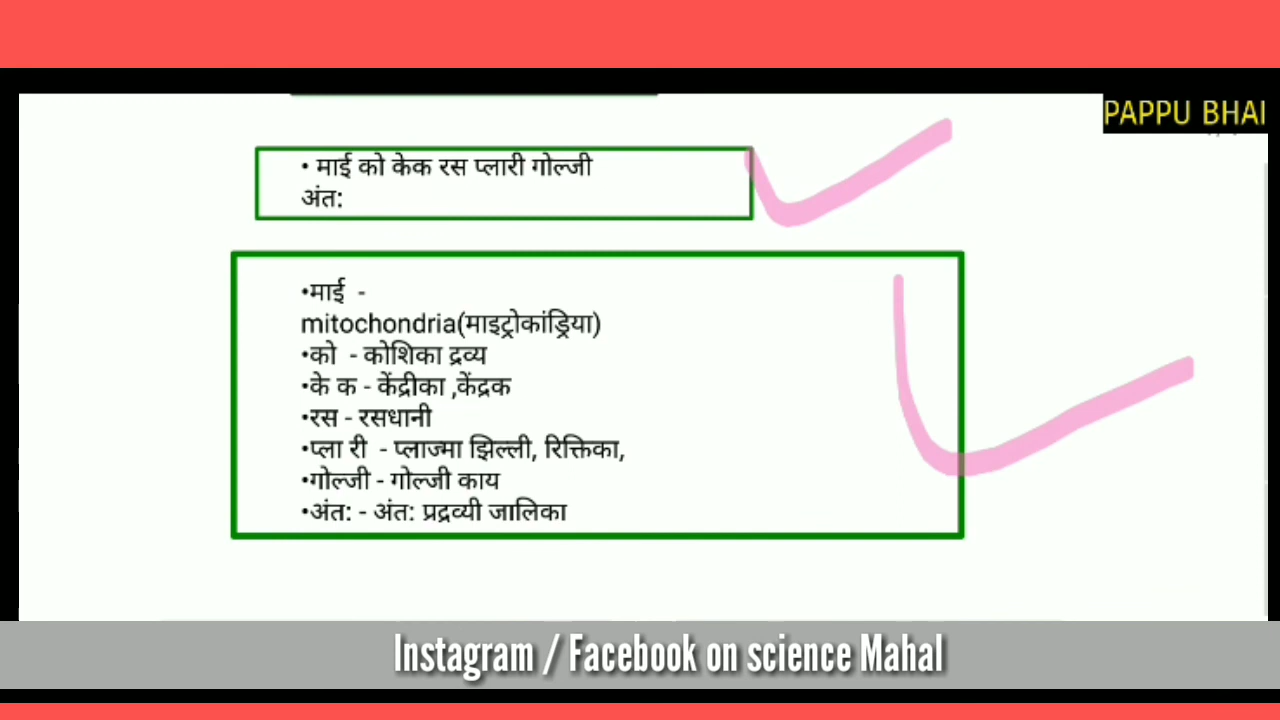 PAPPU BHAI
• माई को केक रस प्लारी गोल्जी
अंत:
•माई -
mitochondria(माइट्रोकांड्रिया)
•को - कोशिका द्रव्य
•के क - केंद्रीका ,केंद्रक
•रस - रसधानी
•प्ला री - प्लाज्मा झिल्ली, रिक्तिका,
•गोल्जी - गोल्जी काय
•अंत: - अंत: प्रद्रव्यी जालिका
Instagram / Facebook on science Mahal